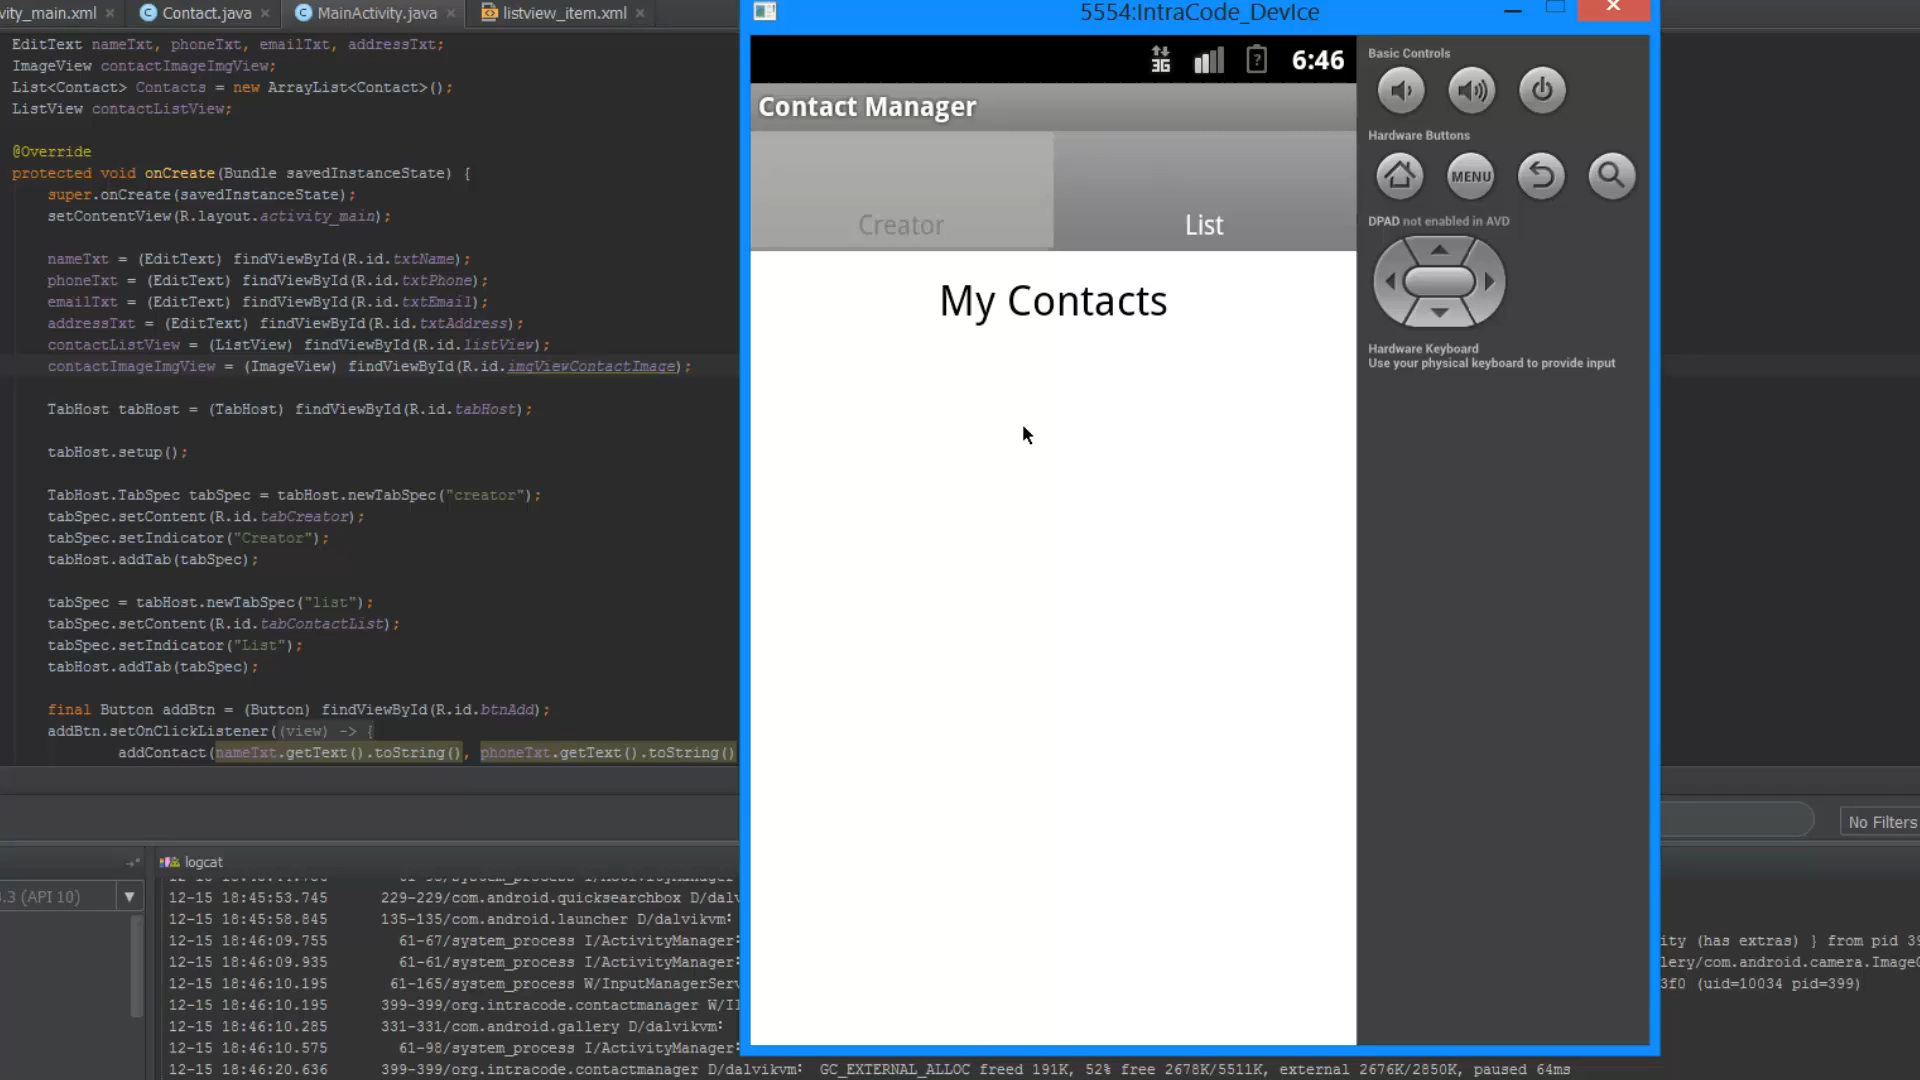 vity_main.xml
Contact.java
MainActivity.java
listview_item.xml
EditText nameTxt, phoneTxt, emailTxt, addressTxt;
ImageView contactImageImgView;
List<Contact> Contacts = new ArrayList<Contact>();
ListView contactListView;
@Override
protected void onCreate(Bundle savedInstanceState) {
super.onCreate(savedInstanceState);
setContentView(R.layout.activity_main);
nameTxt = (EditText) findViewById(R.id.txtName);
phoneTxt = (EditText) findViewById(R.id.txtPhone);
emailTxt = (EditText) findViewById(R.id.txtEmail);
addressTxt = (EditText) findViewById(R.id.txtAddress);
contactListView = (ListView) findViewById(R.id.listView);
contactImageImgView = (ImageView) findViewById(R.id.imgViewContactImage);
TabHost tabHost = (TabHost) findViewById(R.id.tabHost);
tabHost.setup();
TabHost.TabSpec tabSpec = tabHost.newTabSpec("creator");
tabSpec.setContent(R.id.tabCreator);
tabSpec.setIndicator("Creator");
tabHost.addTab(tabSpec);
tabSpec = tabHost.newTabSpec("list");
tabSpec.setContent(R.id.tabContactList);
tabSpec.setIndicator("List");
tabHost.addTab(tabSpec);
final Button addBtn = (Button) findViewById(R.id.btnAdd);
addBtn.setOnClickListener((view) -> {
addContact(nameTxt.getText().toString(), phoneTxt.getText().toString()
5554:IntraCode_DevIce
3G
6:46
Contact Manager
Creator
List
My Contacts
Basic Controls
Hardware Buttons
MENU
DPAD not enabled in AVD
Hardware Keyboard
Use your physical keyboard to provide input
No Filters
logcat
.3 (API 10)
12-15 18:45:53.745 229-229/com.android.quicksearchbox D/dalv
12-15 18:45:58.845 135-135/com.android.launcher D/dalvikvm:
12-15 18:46:09.755 61-67/system_process I/ActivityManager: ity (has extras) } from pid 39
12-15 18:46:09.935 61-61/system_process I/ActivityManager: lery/com.android.camera.ImageG
12-15 18:46:10.195 61-165/system_process W/InputManagerServ 3f0 (uid=10034 pid=399)
12-15 18:46:10.195 399-399/org.intracode.contactmanager W/II
12-15 18:46:10.285 331-331/com.android.gallery D/dalvikvm:
12-15 18:46:10.575 61-98/system_process I/ActivityManager:
12-15 18:46:20.636 399-399/org.intracode.contactmanager D/dalvikvm: GC_EXTERNAL_ALLOC freed 191K, 52% free 2678K/5511K, external 2676K/2850K, paused 64ms